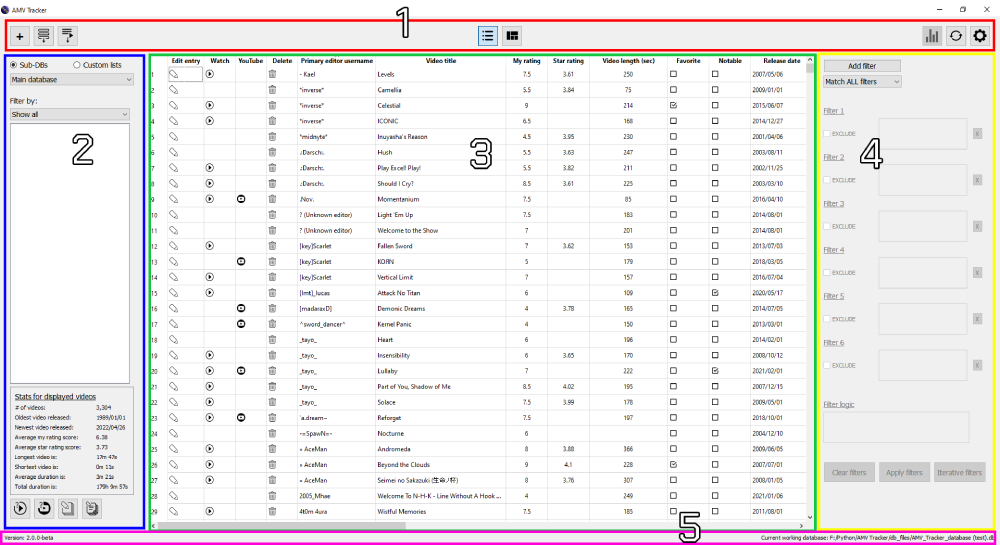 AMV Tracker
1
Sub-DBs Custom lists
Main database
Filter by:
Show all
2
Stats for displayed videos
# of videos: 3,304
Oldest video released: 1989/01/01
Newest video released: 2022/04/26
Average my rating score: 6.38
Average star rating score: 3.73
Longest video is: 17m 47s
Shortest video is: 0m 11s
Average duration is: 3m 21s
Total duration is: 179h 9m 57s
Edit entry Watch YouTube Delete Primary editor username Video title My rating Star rating Video length (sec) Favorite Notable Release date
1 - Kael Levels 7.5 3.61 250 2007/05/06
2 *inverse* Camellia 5.5 3.84 75 2009/01/01
3 *inverse* Celestial 9 214 2015/06/07
4 *inverse* ICONIC 6.5 168 2014/12/27
5 *midnyte* Inuyasha's Reason 4.5 3.95 230 2001/04/06
6 .:Darsch:. Hush 5.5 3.63 247 2003/08/11
7 .:Darsch:. Play Excell Play! 5.5 3.82 211 2002/11/25
8 .:Darsch:. Should I Cry? 8.5 3.61 225 2003/03/10
9 .Nov. Momentanium 7.5 85 2016/04/10
10 ? (Unknown editor) Light 'Em Up 7.5 183 2014/08/01
11 ? (Unknown editor) Welcome to the Show 7 201 2014/08/01
12 [key]Scarlet Fallen Sword 7 3.62 153 2013/07/03
13 [key]Scarlet KORN 5 179 2018/03/05
14 [key]Scarlet Vertical Limit 7 157 2016/07/04
15 [lmt]_lucas Attack No Titan 6 109 2020/05/17
16 [madaraxD] Demonic Dreams 4 3.78 165 2014/07/05
17 ^sword_dancer^ Kernel Panic 4 150 2013/03/01
18 _tayo_ Heart 6 196 2014/02/01
19 _tayo_ Insensibility 6 3.65 170 2008/10/12
20 _tayo_ Lullaby 7 222 2021/02/01
21 _tayo_ Part of You, Shadow of Me 8.5 4.02 195 2007/12/15
22 _tayo_ Solace 7.5 3.99 178 2009/05/01
23 'a.dream~ Reforget 7.5 197 2018/10/01
24 ~=SpawN=~ Nocturne 6 2004/12/10
25 + AceMan Andromeda 8 3.88 366 2009/06/05
26 + AceMan Beyond the Clouds 9 4.1 228 2007/07/01
27 + AceMan Seimei no Sakazuki (生命ノ杯) 8 3.76 307 2008/01/05
28 2005_Mhae Welcome To N-H-K - Line Without A Hook ... 4 249 2021/01/06
29 4t0m 4ura Wistful Memories 7.5 185 2011/08/01
3
Add filter
Match ALL filters
4
Filter 1
EXCLUDE X
Filter 2
EXCLUDE X
Filter 3
EXCLUDE X
Filter 4
EXCLUDE X
Filter 5
EXCLUDE X
Filter 6
EXCLUDE X
Filter logic
Clear filters Apply filters Iterative filters
5
Version: 2.0.0-beta
Current working database: F:/Python/AMV Tracker/db_files/AMV_Tracker_database (test).db